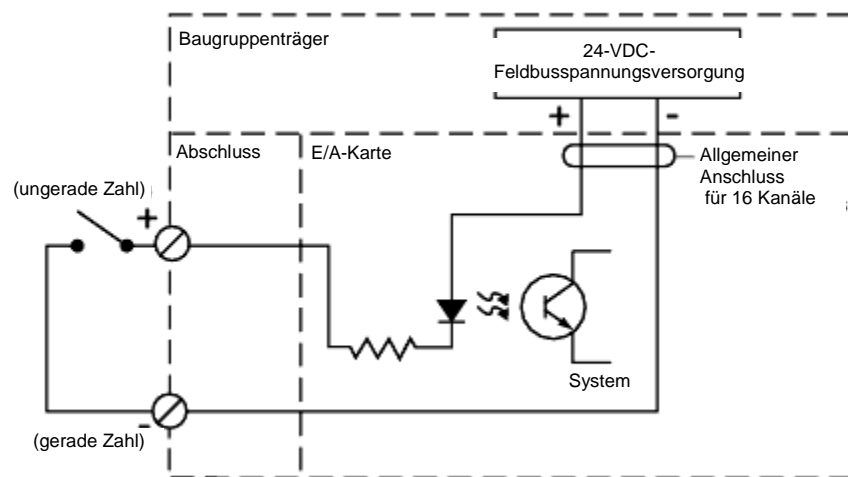 Baugruppenträger
24-VDC-
Feldbusspannungsversorgung
+
-
Abschluss
E/A-Karte
Allgemeiner
Anschluss
für 16 Kanäle
(ungerade Zahl)
+
System
-
(gerade Zahl)